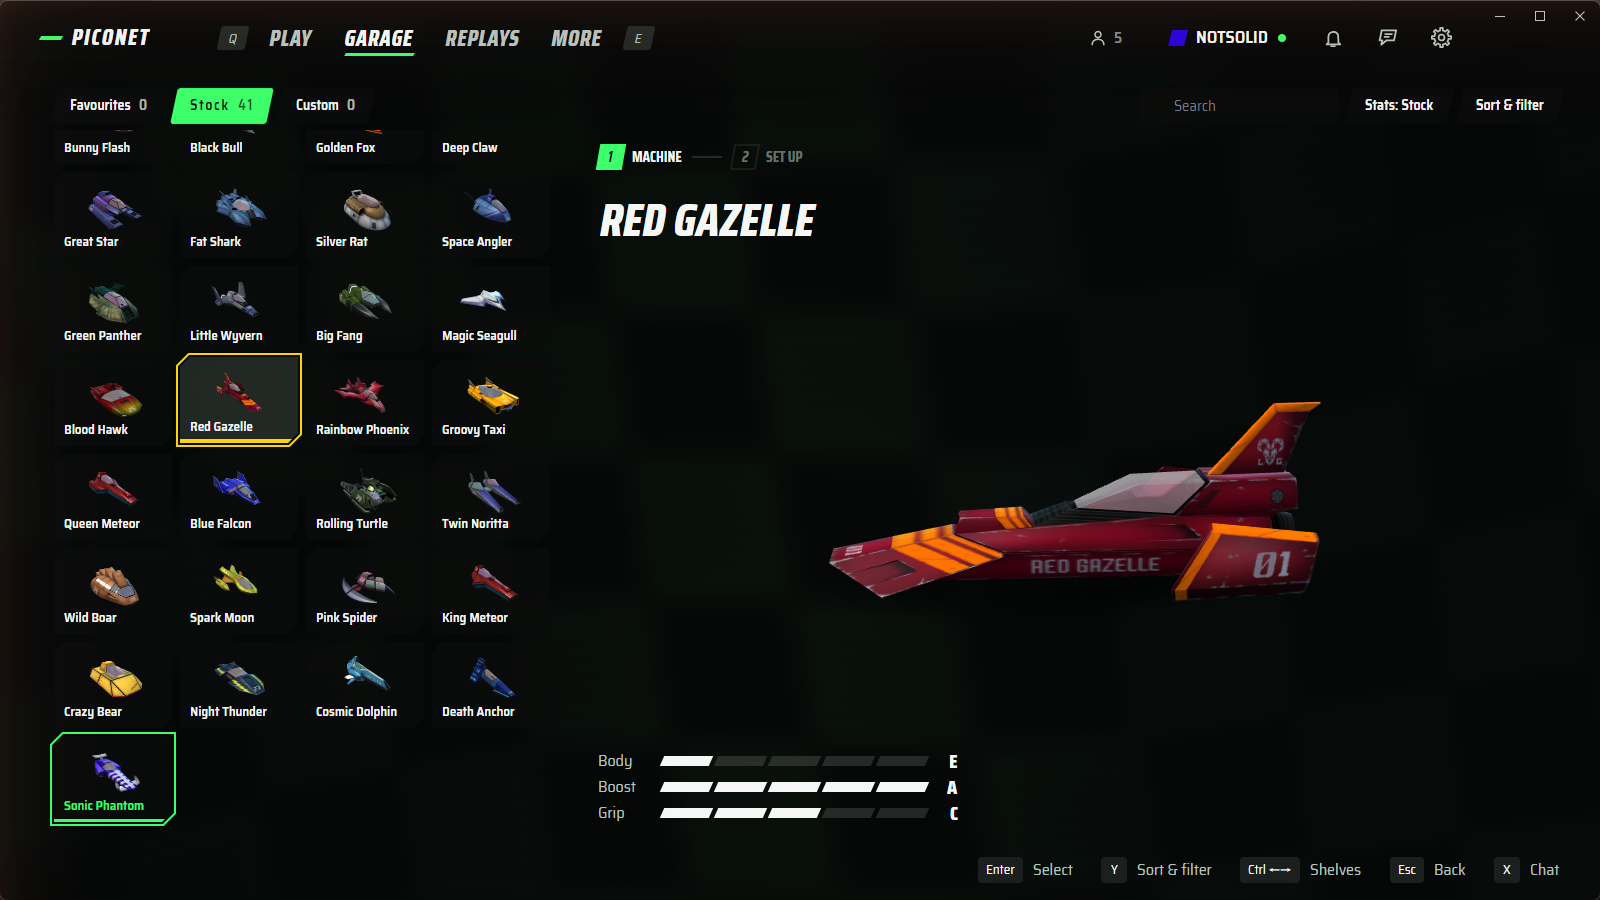 PICONET
Q
PLAY
GARAGE
REPLAYS
MORE
E
5
NOTSOLID
Favourites 0
Stock 41
Custom 0
Search
Stats: Stock
Sort & filter
Bunny Flash
Black Bull
Golden Fox
Deep Claw
Great Star
Fat Shark
Silver Rat
Space Angler
Green Panther
Little Wyvern
Big Fang
Magic Seagull
Blood Hawk
Red Gazelle
Rainbow Phoenix
Groovy Taxi
Queen Meteor
Blue Falcon
Rolling Turtle
Twin Noritta
Wild Boar
Spark Moon
Pink Spider
King Meteor
Crazy Bear
Night Thunder
Cosmic Dolphin
Death Anchor
Sonic Phantom
1 MACHINE
2 SET UP
RED GAZELLE
L G
RED GAZELLE
01
Body E
Boost A
Grip C
Enter Select
Y Sort & filter
Ctrl ←→ Shelves
Esc Back
X Chat